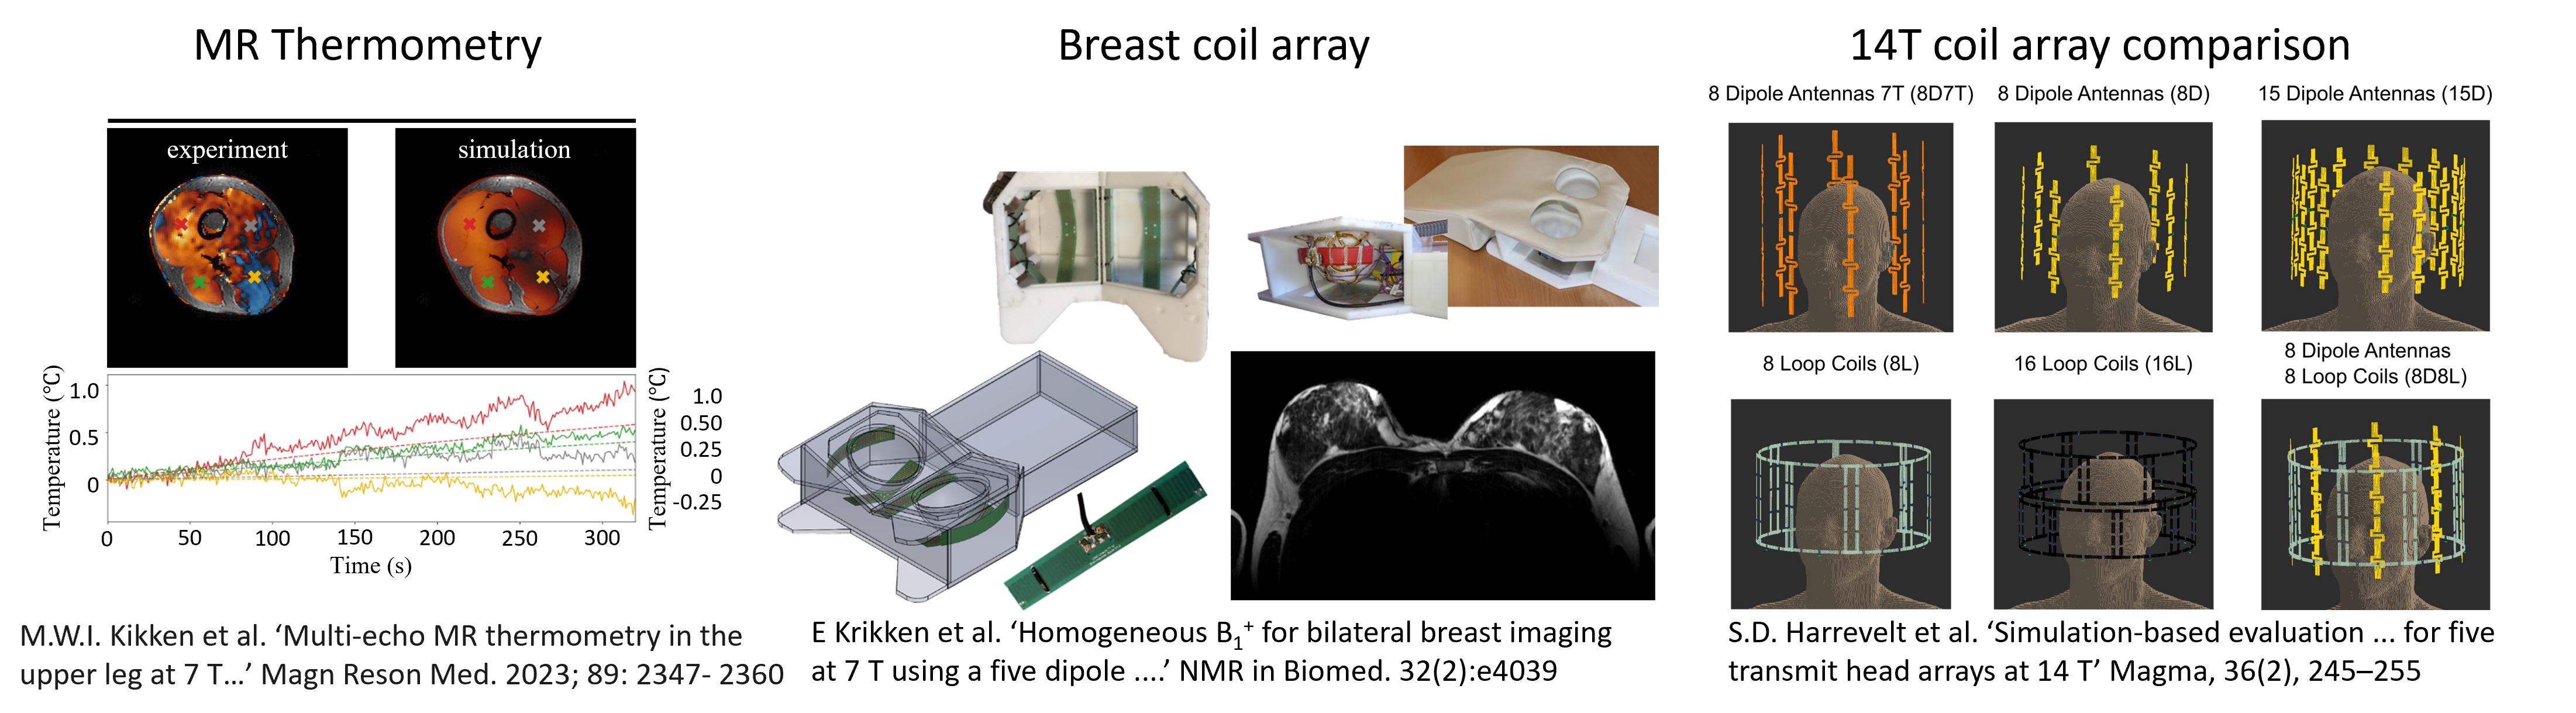 MR Thermometry
experiment
simulation
Temperature (°C)
1.0
0.5
0
0
50
100
150
200
250
300
Time (s)
Temperature (°C)
1.0
0.50
0.25
0
-0.25
M.W.I. Kikken et al. ‘Multi-echo MR thermometry in the
upper leg at 7 T...’ Magn Reson Med. 2023; 89: 2347- 2360
Breast coil array
E Krikken et al. ‘Homogeneous B₁⁺ for bilateral breast imaging
at 7 T using a five dipole ....’ NMR in Biomed. 32(2):e4039
14T coil array comparison
8 Dipole Antennas 7T (8D7T)
8 Dipole Antennas (8D)
15 Dipole Antennas (15D)
8 Loop Coils (8L)
16 Loop Coils (16L)
8 Dipole Antennas
8 Loop Coils (8D8L)
S.D. Harrevelt et al. ‘Simulation-based evaluation ... for five
transmit head arrays at 14 T’ Magma, 36(2), 245–255